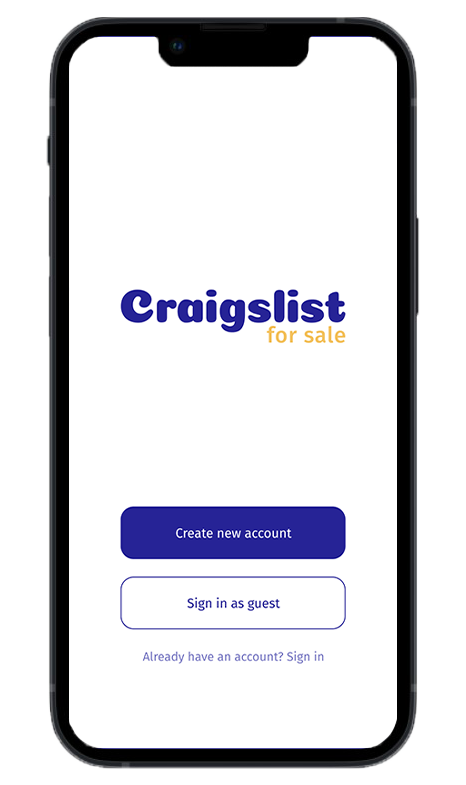 Craigslist
for sale
Create new account
Sign in as guest
Already have an account? Sign in